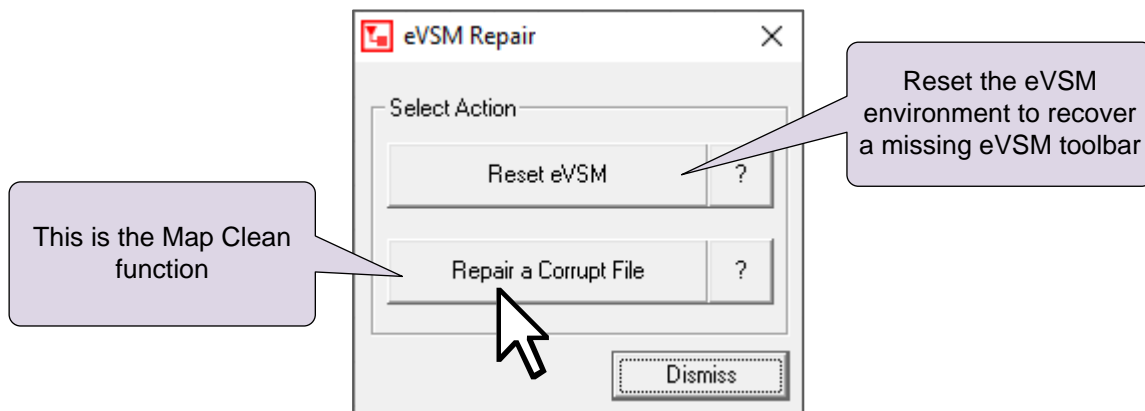 eVSM Repair
Reset the eVSM
environment to recover
a missing eVSM toolbar
Select Action
Reset eVSM
?
This is the Map Clean
function
Repair a Corrupt File
?
Dismiss